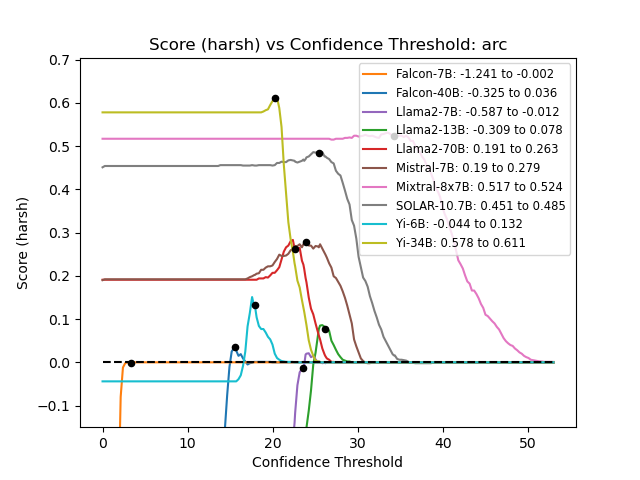 Score (harsh) vs Confidence Threshold: arc
0.7
0.6
0.5
0.4
0.3
0.2
0.1
0.0
−0.1
Score (harsh)
Falcon-7B: -1.241 to -0.002
Falcon-40B: -0.325 to 0.036
Llama2-7B: -0.587 to -0.012
Llama2-13B: -0.309 to 0.078
Llama2-70B: 0.191 to 0.263
Mistral-7B: 0.19 to 0.279
Mixtral-8x7B: 0.517 to 0.524
SOLAR-10.7B: 0.451 to 0.485
Yi-6B: -0.044 to 0.132
Yi-34B: 0.578 to 0.611
0 10 20 30 40 50
Confidence Threshold